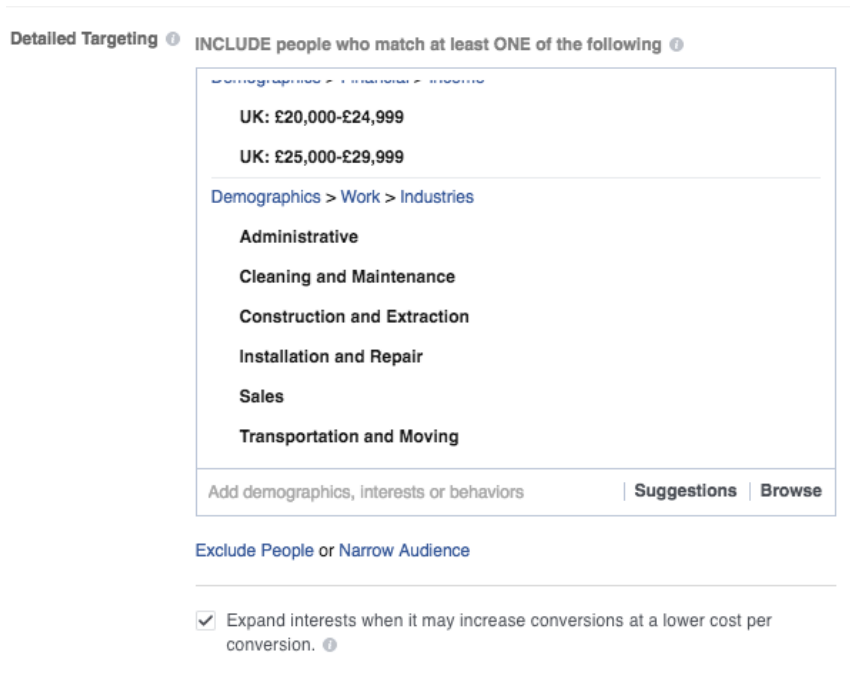 Detailed Targeting
INCLUDE people who match at least ONE of the following
Demographics > Financial > Income
UK: £20,000-£24,999
UK: £25,000-£29,999
Demographics > Work > Industries
Administrative
Cleaning and Maintenance
Construction and Extraction
Installation and Repair
Sales
Transportation and Moving
Add demographics, interests or behaviors
Suggestions
Browse
Exclude People or Narrow Audience
Expand interests when it may increase conversions at a lower cost per
conversion.